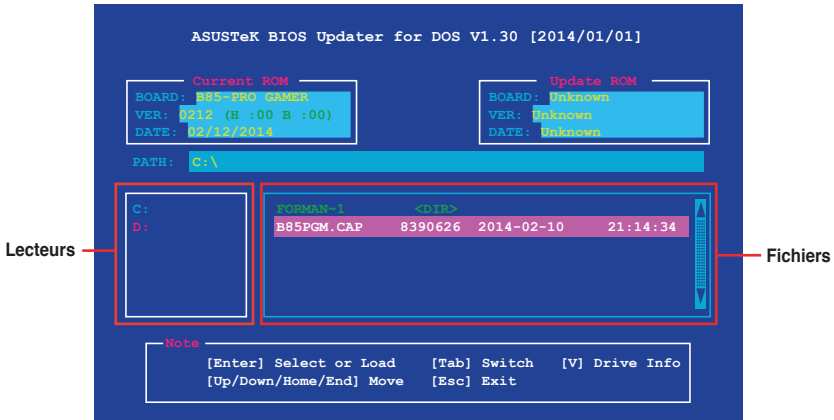 ASUSTeK BIOS Updater for DOS V1.30 [2014/01/01]
Current ROM
BOARD: B85-PRO GAMER
VER: 0212 (H :00 B :00)
DATE: 02/12/2014
Update ROM
BOARD: Unknown
VER: Unknown
DATE: Unknown
PATH: C:\
C:
D:
FORMAN~1 <DIR>
B85PGM.CAP 8390626 2014-02-10 21:14:34
Lecteurs
Fichiers
Note
[Enter] Select or Load [Tab] Switch [V] Drive Info
[Up/Down/Home/End] Move [Esc] Exit